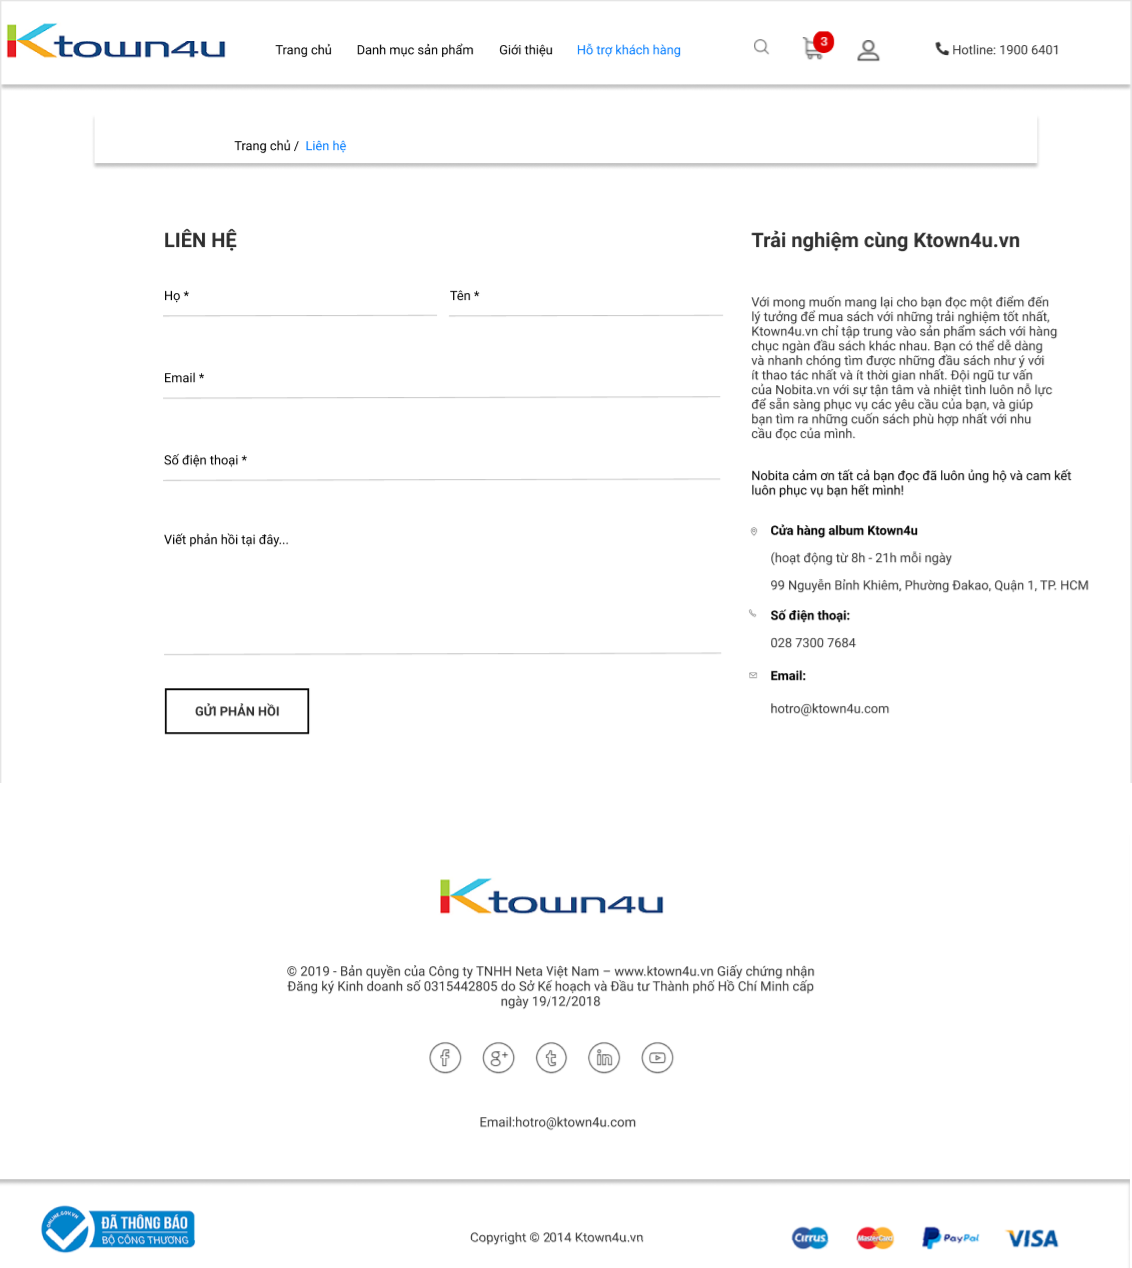 Ktown4u
Trang chủ Danh mục sản phẩm Giới thiệu Hỗ trợ khách hàng 3 Hotline: 1900 6401
Trang chủ / Liên hệ
LIÊN HỆ
Họ * Tên *
Email *
Số điện thoại *
Viết phản hồi tại đây...
GỬI PHẢN HỒI
Trải nghiệm cùng Ktown4u.vn
Với mong muốn mang lại cho bạn đọc một điểm đến
lý tưởng để mua sách với những trải nghiệm tốt nhất,
Ktown4u.vn chỉ tập trung vào sản phẩm sách với hàng
chục ngàn đầu sách khác nhau. Bạn có thể dễ dàng
và nhanh chóng tìm được những đầu sách như ý với
ít thao tác nhất và ít thời gian nhất. Đội ngũ tư vấn
của Nobita.vn với sự tận tâm và nhiệt tình luôn nỗ lực
để sẵn sàng phục vụ các yêu cầu của bạn, và giúp
bạn tìm ra những cuốn sách phù hợp nhất với nhu
cầu đọc của mình.
Nobita cảm ơn tất cả bạn đọc đã luôn ủng hộ và cam kết
luôn phục vụ bạn hết mình!
Cửa hàng album Ktown4u
(hoạt động từ 8h - 21h mỗi ngày
99 Nguyễn Bỉnh Khiêm, Phường Đakao, Quận 1, TP. HCM
Số điện thoại:
028 7300 7684
Email:
hotro@ktown4u.com
Ktown4u
© 2019 - Bản quyền của Công ty TNHH Neta Việt Nam – www.ktown4u.vn Giấy chứng nhận
Đăng ký Kinh doanh số 0315442805 do Sở Kế hoạch và Đầu tư Thành phố Hồ Chí Minh cấp
ngày 19/12/2018
f g+ t in
Email:hotro@ktown4u.com
ONLINE.GOV.VN
ĐÃ THÔNG BÁO
BỘ CÔNG THƯƠNG
Copyright © 2014 Ktown4u.vn
Cirrus MasterCard PayPal VISA